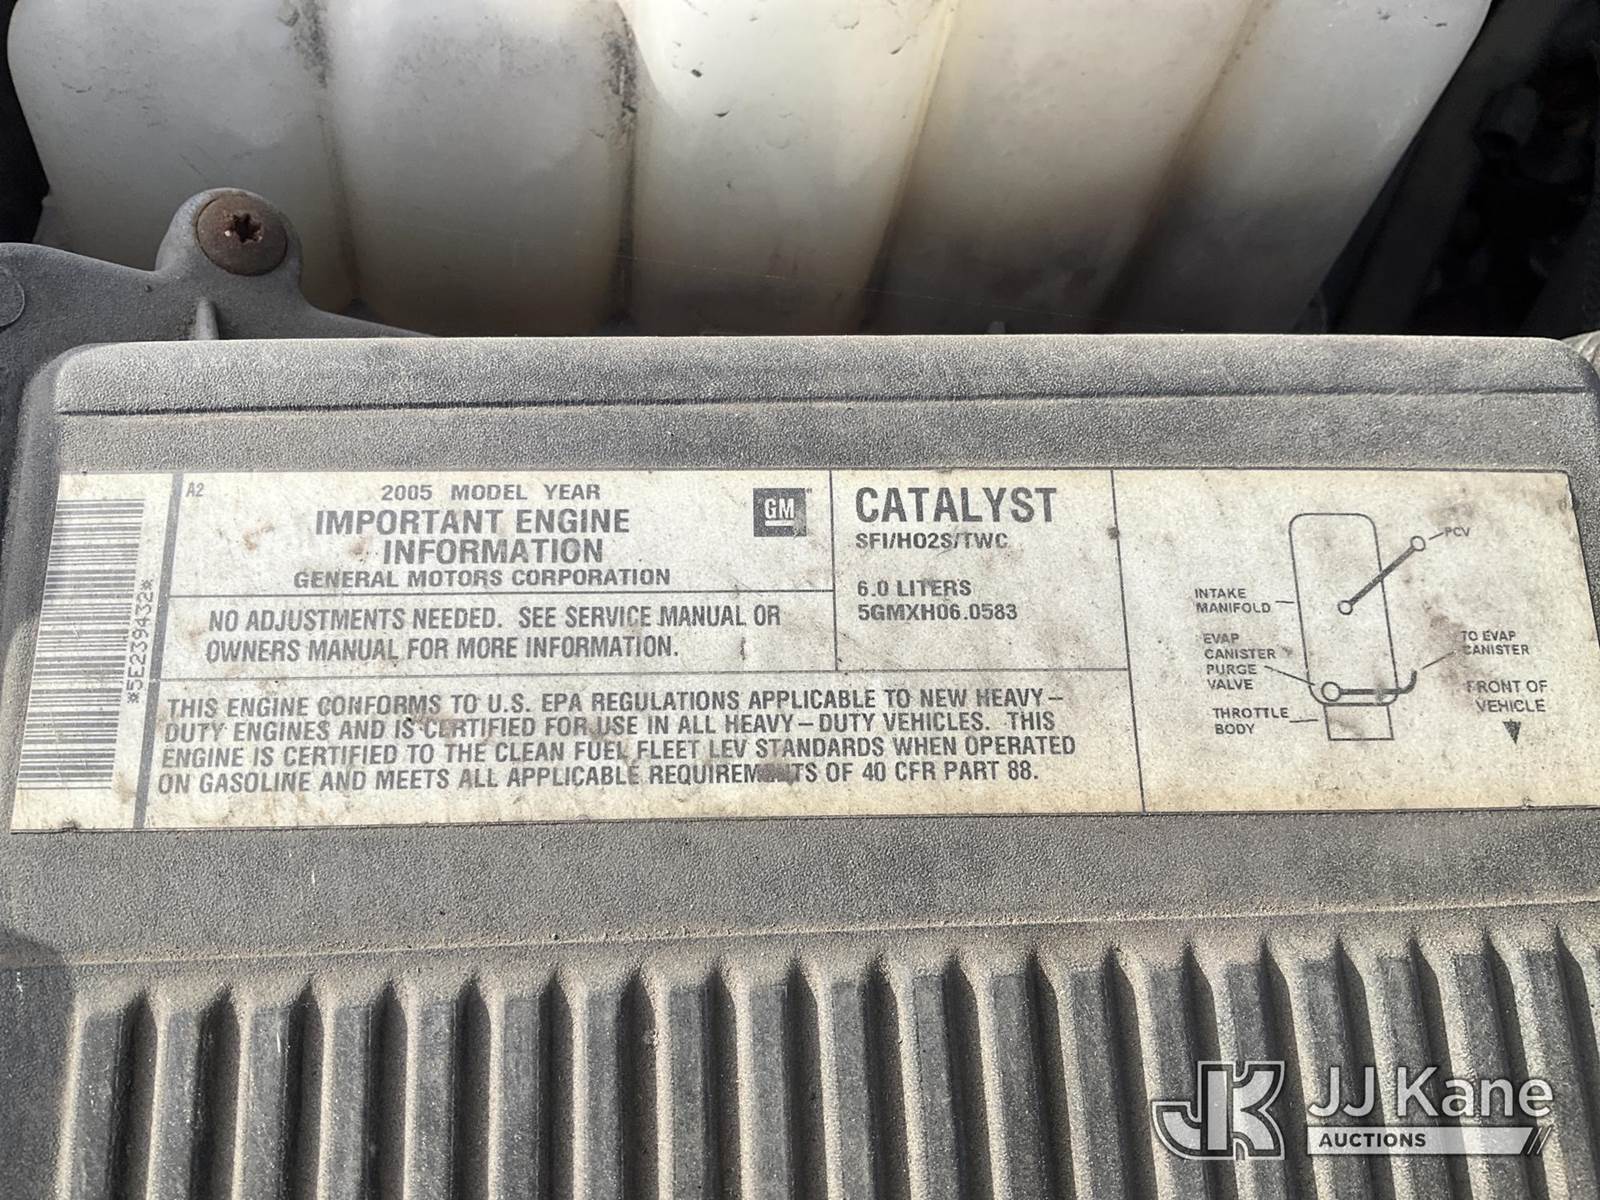 *5E239432*
A2
2005 MODEL YEAR
IMPORTANT ENGINE
INFORMATION
GENERAL MOTORS CORPORATION
GM
NO ADJUSTMENTS NEEDED. SEE SERVICE MANUAL OR
OWNERS MANUAL FOR MORE INFORMATION.
CATALYST
SFI/HO2S/TWC
6.0 LITERS
5GMXH06.0583
THIS ENGINE CONFORMS TO U.S. EPA REGULATIONS APPLICABLE TO NEW HEAVY–
DUTY ENGINES AND IS CERTIFIED FOR USE IN ALL HEAVY–DUTY VEHICLES. THIS
ENGINE IS CERTIFIED TO THE CLEAN FUEL FLEET LEV STANDARDS WHEN OPERATED
ON GASOLINE AND MEETS ALL APPLICABLE REQUIREMENTS OF 40 CFR PART 88.
PCV
INTAKE
MANIFOLD
EVAP
CANISTER
PURGE
VALVE
THROTTLE
BODY
TO EVAP
CANISTER
FRONT OF
VEHICLE
JK
JJ Kane
AUCTIONS